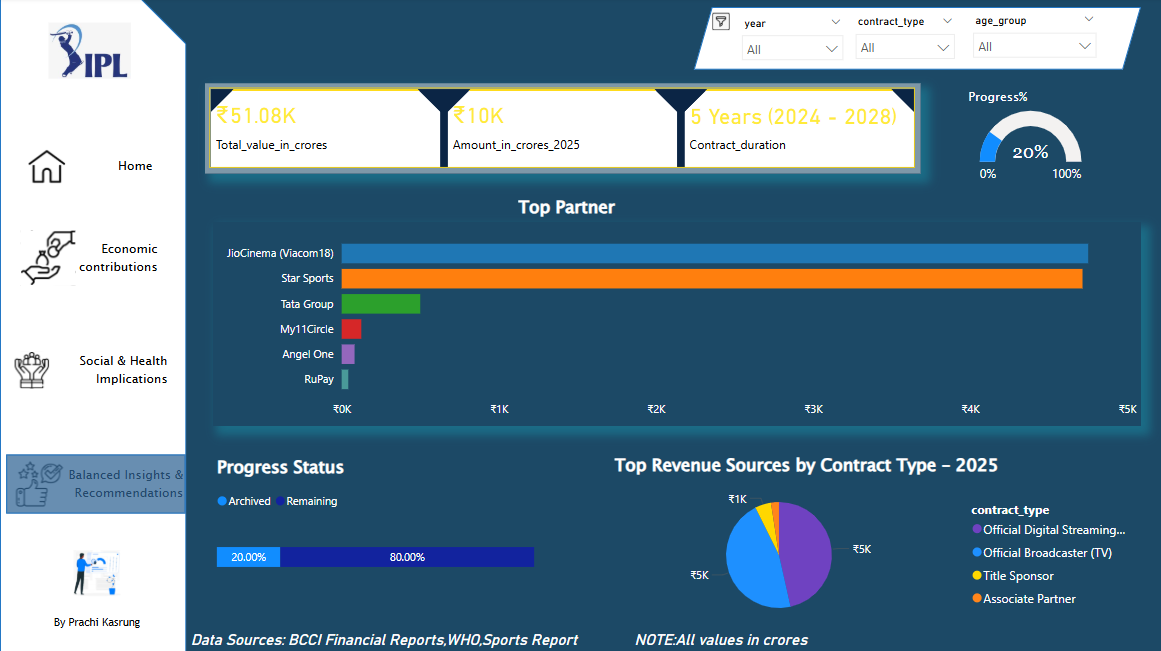 IPL
year
contract_type
age_group
All
All
All
₹51.08K
Total_value_in_crores
₹10K
Amount_in_crores_2025
5 Years (2024 - 2028)
Contract_duration
Progress%
20%
0%
100%
Home
Economic
contributions
Social & Health
Implications
Balanced Insights &
Recommendations
By Prachi Kasrung
Top Partner
JioCinema (Viacom18)
Star Sports
Tata Group
My11Circle
Angel One
RuPay
₹0K
₹1K
₹2K
₹3K
₹4K
₹5K
Progress Status
Archived
Remaining
20.00%
80.00%
Top Revenue Sources by Contract Type – 2025
₹1K
₹5K
₹5K
contract_type
Official Digital Streaming...
Official Broadcaster (TV)
Title Sponsor
Associate Partner
Data Sources: BCCI Financial Reports,WHO,Sports Report
NOTE:All values in crores